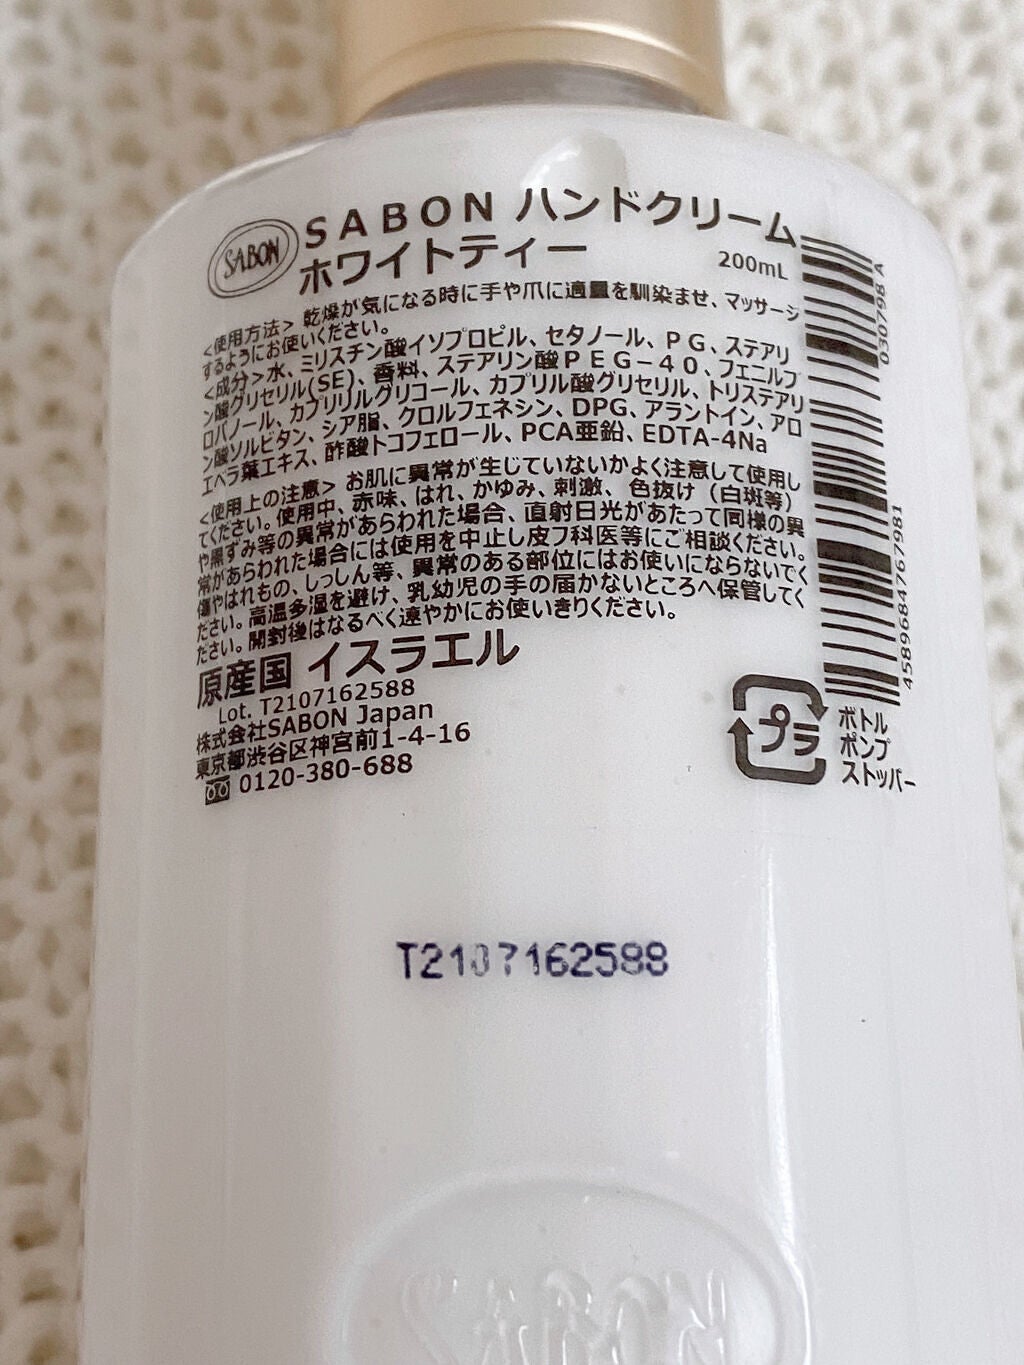 SABON
SABON ハンドクリーム
ホワイトティー
200mL
<使用方法> 乾燥が気になる時に手や爪に適量を馴染ませ、マッサージ
するようにお使いください。
<成分>水、ミリスチン酸イソプロピル、セタノール、PG、ステアリ
ン酸グリセリル(SE)、香料、ステアリン酸PEG-40、フェニルプ
ロパノール、カプリリルグリコール、カプリル酸グリセリル、トリステアリ
ン酸ソルビタン、シア脂、クロルフェネシン、DPG、アラントイン、アロ
エベラ葉エキス、酢酸トコフェロール、PCA亜鉛、EDTA-4Na
<使用上の注意> お肌に異常が生じていないかよく注意して使用し
てください。使用中、赤味、はれ、かゆみ、刺激、色抜け（白斑等）
や黒ずみ等の異常があらわれた場合、直射日光があたって同様の異
常があらわれた場合には使用を中止し皮フ科医等にご相談ください。
傷やはれもの、しっしん等、異常のある部位にはお使いにならないでく
ださい。高温多湿を避け、乳幼児の手の届かないところへ保管してく
ださい。開封後はなるべく速やかにお使いきりください。
原産国 イスラエル
Lot. T2107162588
株式会社SABON Japan
東京都渋谷区神宮前1-4-16
0120-380-688
030798 A
4589684767981
プラ
ボトル
ポンプ
ストッパー
T2107162588
SABON